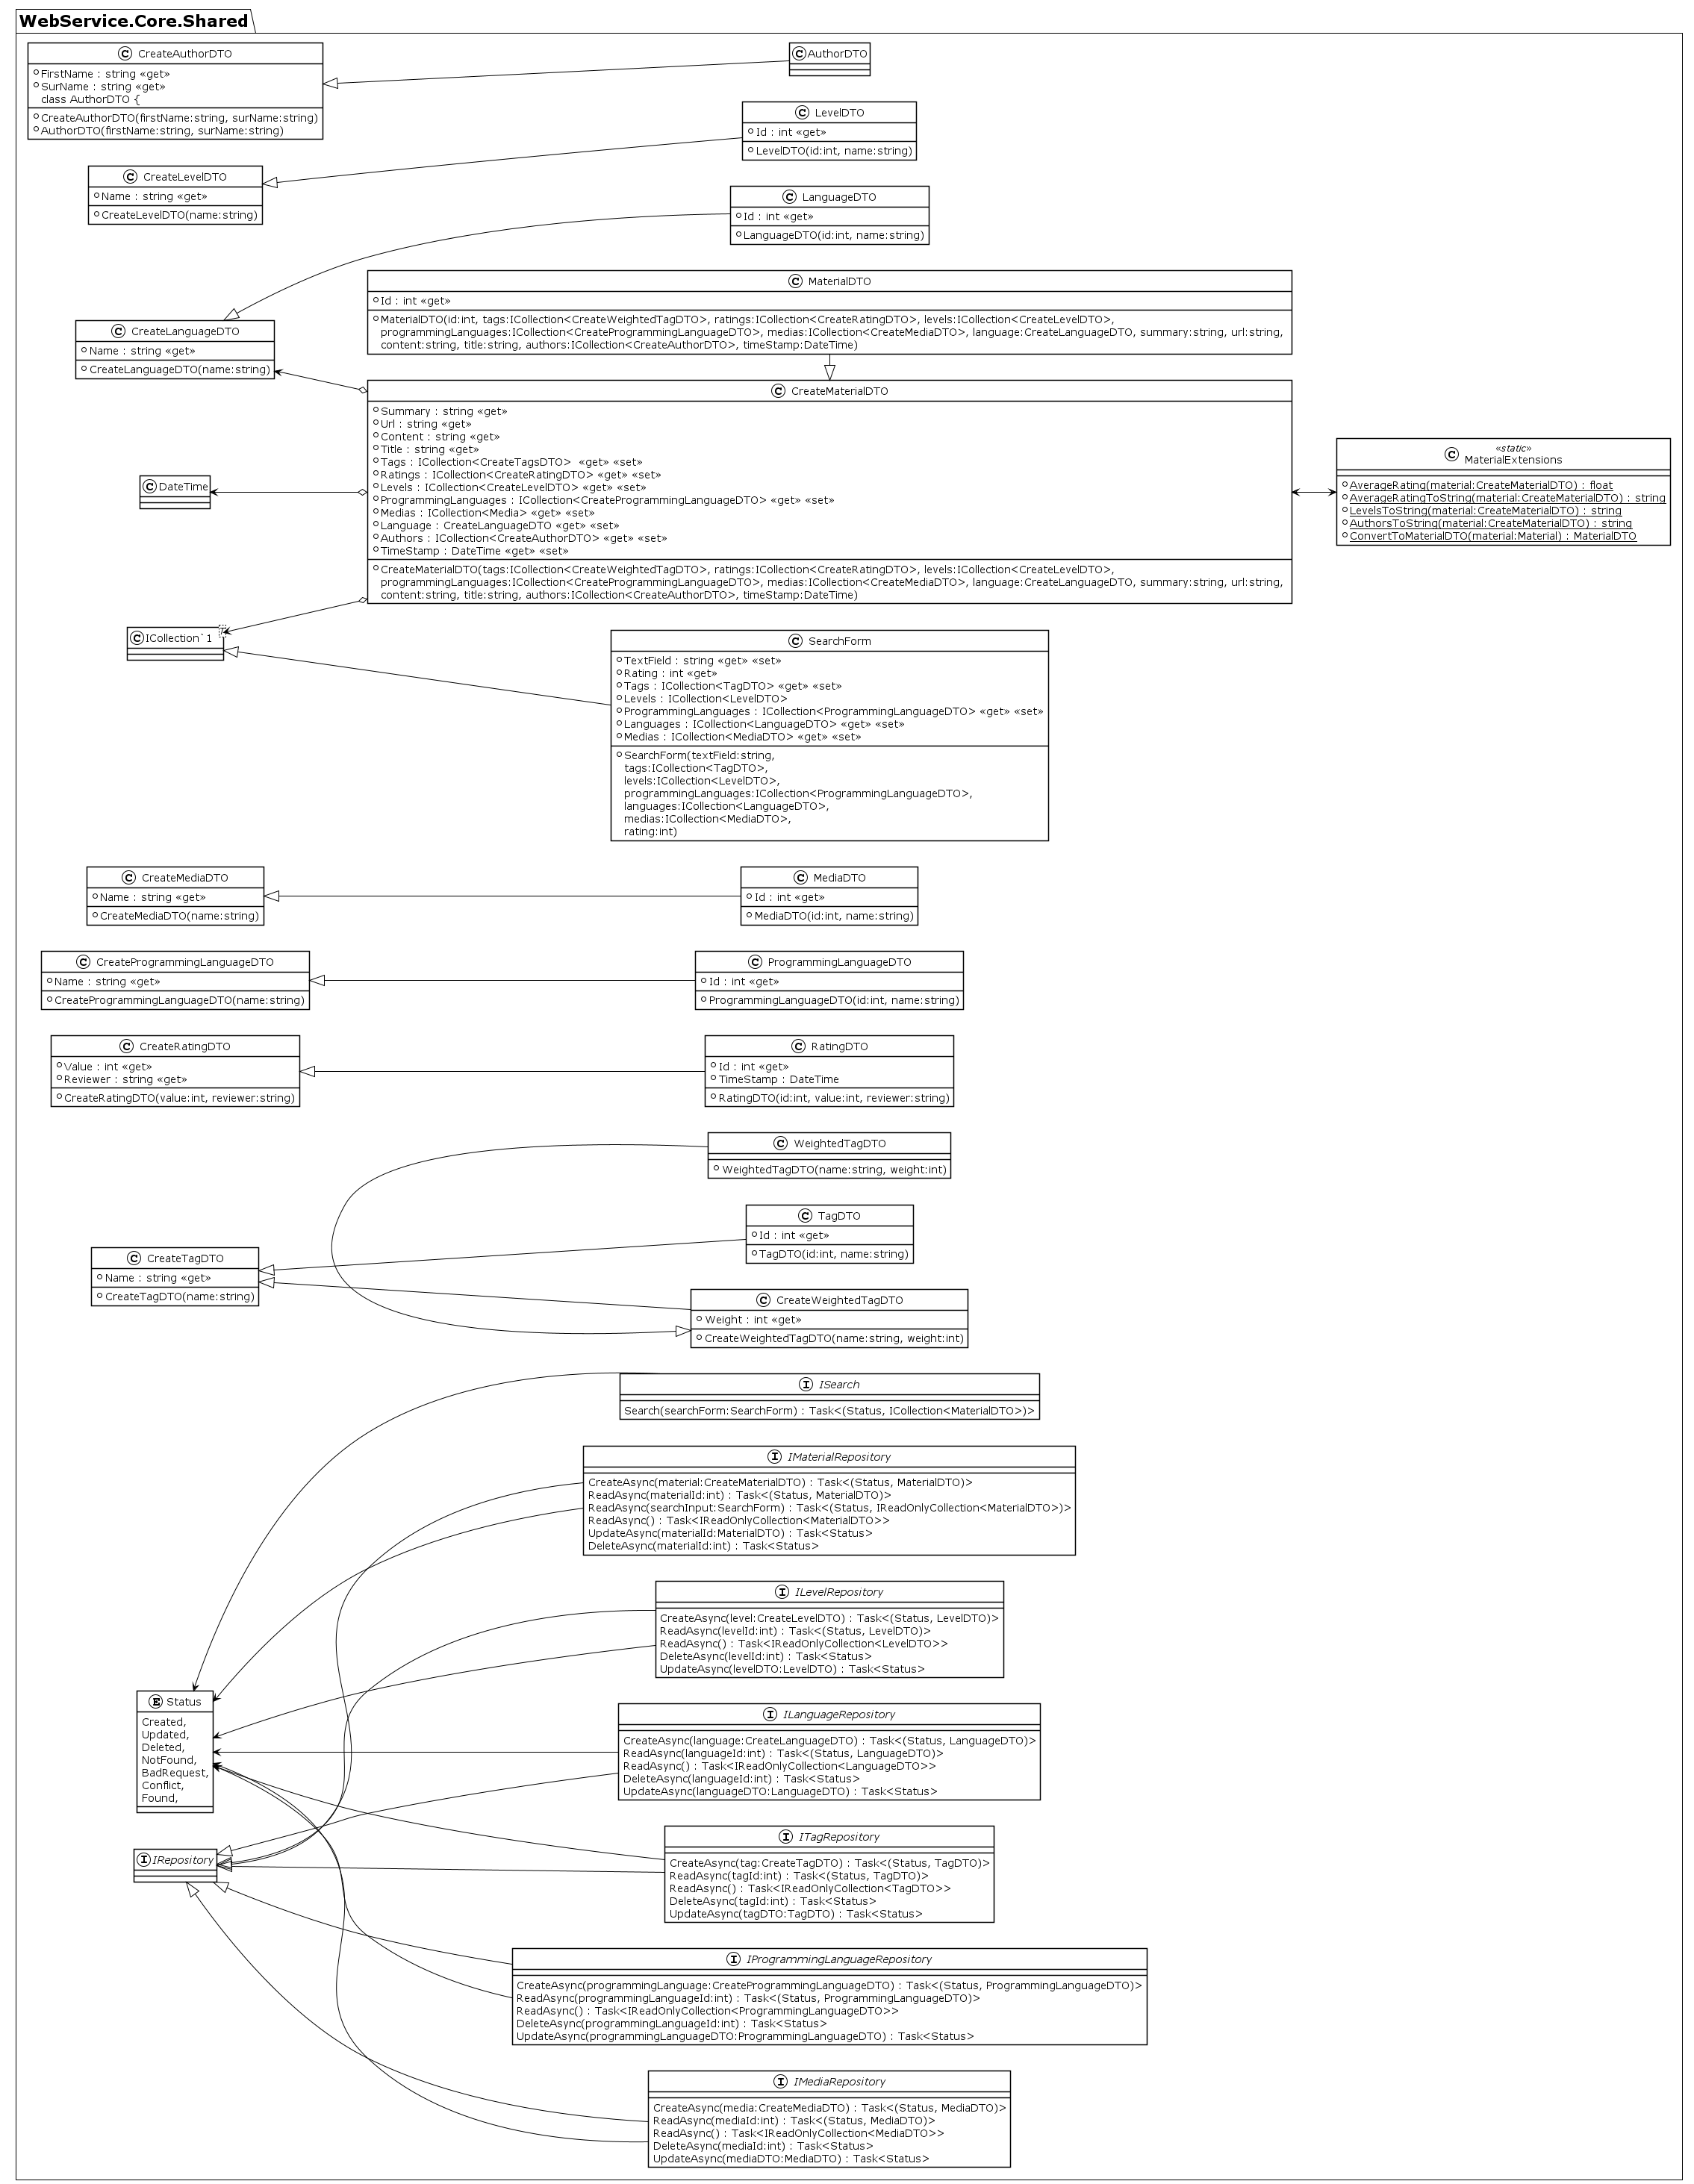 WebService.Core.Shared
C CreateAuthorDTO
FirstName : string «get»
SurName : string «get»
class AuthorDTO {
CreateAuthorDTO(firstName:string, surName:string)
AuthorDTO(firstName:string, surName:string)
C AuthorDTO
C LevelDTO
Id : int «get»
LevelDTO(id:int, name:string)
C CreateLevelDTO
Name : string «get»
CreateLevelDTO(name:string)
C LanguageDTO
Id : int «get»
LanguageDTO(id:int, name:string)
C MaterialDTO
Id : int «get»
MaterialDTO(id:int, tags:ICollection<CreateWeightedTagDTO>, ratings:ICollection<CreateRatingDTO>, levels:ICollection<CreateLevelDTO>,
programmingLanguages:ICollection<CreateProgrammingLanguageDTO>, medias:ICollection<CreateMediaDTO>, language:CreateLanguageDTO, summary:string, url:string,
content:string, title:string, authors:ICollection<CreateAuthorDTO>, timeStamp:DateTime)
C CreateLanguageDTO
Name : string «get»
CreateLanguageDTO(name:string)
C CreateMaterialDTO
Summary : string «get»
Url : string «get»
Content : string «get»
Title : string «get»
Tags : ICollection<CreateTagsDTO>  «get» «set»
Ratings : ICollection<CreateRatingDTO> «get» «set»
Levels : ICollection<CreateLevelDTO> «get» «set»
ProgrammingLanguages : ICollection<CreateProgrammingLanguageDTO> «get» «set»
Medias : ICollection<Media> «get» «set»
Language : CreateLanguageDTO «get» «set»
Authors : ICollection<CreateAuthorDTO> «get» «set»
TimeStamp : DateTime «get» «set»
CreateMaterialDTO(tags:ICollection<CreateWeightedTagDTO>, ratings:ICollection<CreateRatingDTO>, levels:ICollection<CreateLevelDTO>,
programmingLanguages:ICollection<CreateProgrammingLanguageDTO>, medias:ICollection<CreateMediaDTO>, language:CreateLanguageDTO, summary:string, url:string,
content:string, title:string, authors:ICollection<CreateAuthorDTO>, timeStamp:DateTime)
«static»
C MaterialExtensions
AverageRating(material:CreateMaterialDTO) : float
AverageRatingToString(material:CreateMaterialDTO) : string
LevelsToString(material:CreateMaterialDTO) : string
AuthorsToString(material:CreateMaterialDTO) : string
ConvertToMaterialDTO(material:Material) : MaterialDTO
C DateTime
C ICollection`1
C SearchForm
TextField : string «get» «set»
Rating : int «get»
Tags : ICollection<TagDTO> «get» «set»
Levels : ICollection<LevelDTO>
ProgrammingLanguages : ICollection<ProgrammingLanguageDTO> «get» «set»
Languages : ICollection<LanguageDTO> «get» «set»
Medias : ICollection<MediaDTO> «get» «set»
SearchForm(textField:string,
tags:ICollection<TagDTO>,
levels:ICollection<LevelDTO>,
programmingLanguages:ICollection<ProgrammingLanguageDTO>,
languages:ICollection<LanguageDTO>,
medias:ICollection<MediaDTO>,
rating:int)
C CreateMediaDTO
Name : string «get»
CreateMediaDTO(name:string)
C MediaDTO
Id : int «get»
MediaDTO(id:int, name:string)
C CreateProgrammingLanguageDTO
Name : string «get»
CreateProgrammingLanguageDTO(name:string)
C ProgrammingLanguageDTO
Id : int «get»
ProgrammingLanguageDTO(id:int, name:string)
C CreateRatingDTO
Value : int «get»
Reviewer : string «get»
CreateRatingDTO(value:int, reviewer:string)
C RatingDTO
Id : int «get»
TimeStamp : DateTime
RatingDTO(id:int, value:int, reviewer:string)
C WeightedTagDTO
WeightedTagDTO(name:string, weight:int)
C TagDTO
Id : int «get»
TagDTO(id:int, name:string)
C CreateTagDTO
Name : string «get»
CreateTagDTO(name:string)
C CreateWeightedTagDTO
Weight : int «get»
CreateWeightedTagDTO(name:string, weight:int)
I ISearch
Search(searchForm:SearchForm) : Task<(Status, ICollection<MaterialDTO>)>
I IMaterialRepository
CreateAsync(material:CreateMaterialDTO) : Task<(Status, MaterialDTO)>
ReadAsync(materialId:int) : Task<(Status, MaterialDTO)>
ReadAsync(searchInput:SearchForm) : Task<(Status, IReadOnlyCollection<MaterialDTO>)>
ReadAsync() : Task<IReadOnlyCollection<MaterialDTO>>
UpdateAsync(materialId:MaterialDTO) : Task<Status>
DeleteAsync(materialId:int) : Task<Status>
I ILevelRepository
CreateAsync(level:CreateLevelDTO) : Task<(Status, LevelDTO)>
ReadAsync(levelId:int) : Task<(Status, LevelDTO)>
ReadAsync() : Task<IReadOnlyCollection<LevelDTO>>
DeleteAsync(levelId:int) : Task<Status>
UpdateAsync(levelDTO:LevelDTO) : Task<Status>
E Status
Created,
Updated,
Deleted,
NotFound,
BadRequest,
Conflict,
Found,
I ILanguageRepository
CreateAsync(language:CreateLanguageDTO) : Task<(Status, LanguageDTO)>
ReadAsync(languageId:int) : Task<(Status, LanguageDTO)>
ReadAsync() : Task<IReadOnlyCollection<LanguageDTO>>
DeleteAsync(languageId:int) : Task<Status>
UpdateAsync(languageDTO:LanguageDTO) : Task<Status>
I IRepository
I ITagRepository
CreateAsync(tag:CreateTagDTO) : Task<(Status, TagDTO)>
ReadAsync(tagId:int) : Task<(Status, TagDTO)>
ReadAsync() : Task<IReadOnlyCollection<TagDTO>>
DeleteAsync(tagId:int) : Task<Status>
UpdateAsync(tagDTO:TagDTO) : Task<Status>
I IProgrammingLanguageRepository
CreateAsync(programmingLanguage:CreateProgrammingLanguageDTO) : Task<(Status, ProgrammingLanguageDTO)>
ReadAsync(programmingLanguageId:int) : Task<(Status, ProgrammingLanguageDTO)>
ReadAsync() : Task<IReadOnlyCollection<ProgrammingLanguageDTO>>
DeleteAsync(programmingLanguageId:int) : Task<Status>
UpdateAsync(programmingLanguageDTO:ProgrammingLanguageDTO) : Task<Status>
I IMediaRepository
CreateAsync(media:CreateMediaDTO) : Task<(Status, MediaDTO)>
ReadAsync(mediaId:int) : Task<(Status, MediaDTO)>
ReadAsync() : Task<IReadOnlyCollection<MediaDTO>>
DeleteAsync(mediaId:int) : Task<Status>
UpdateAsync(mediaDTO:MediaDTO) : Task<Status>